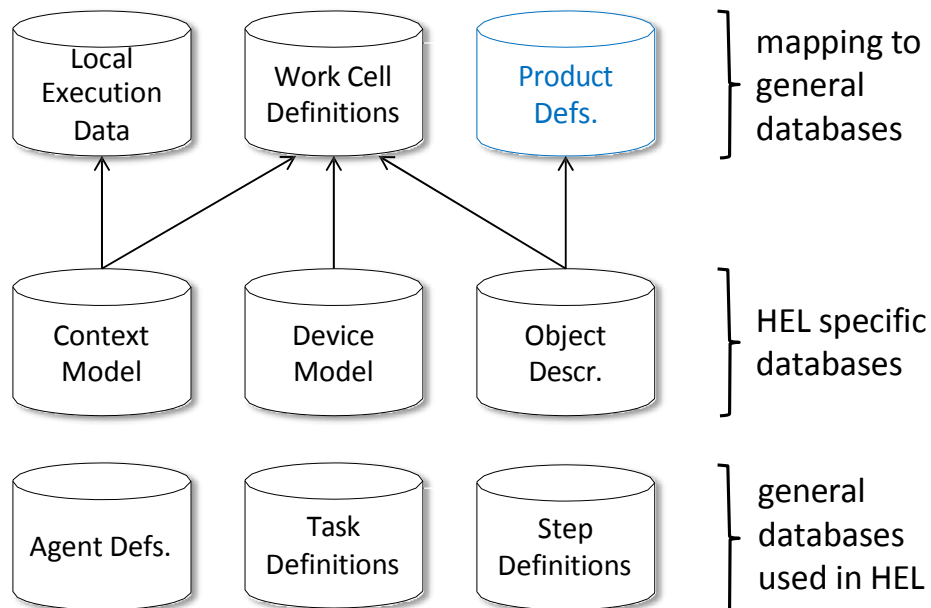 Local
Execution
Data
Work Cell
Definitions
Product
Defs.
mapping to
general
databases
Context
Model
Device
Model
Object
Descr.
HEL specific
databases
Agent Defs.
Task
Definitions
Step
Definitions
general
databases
used in HEL